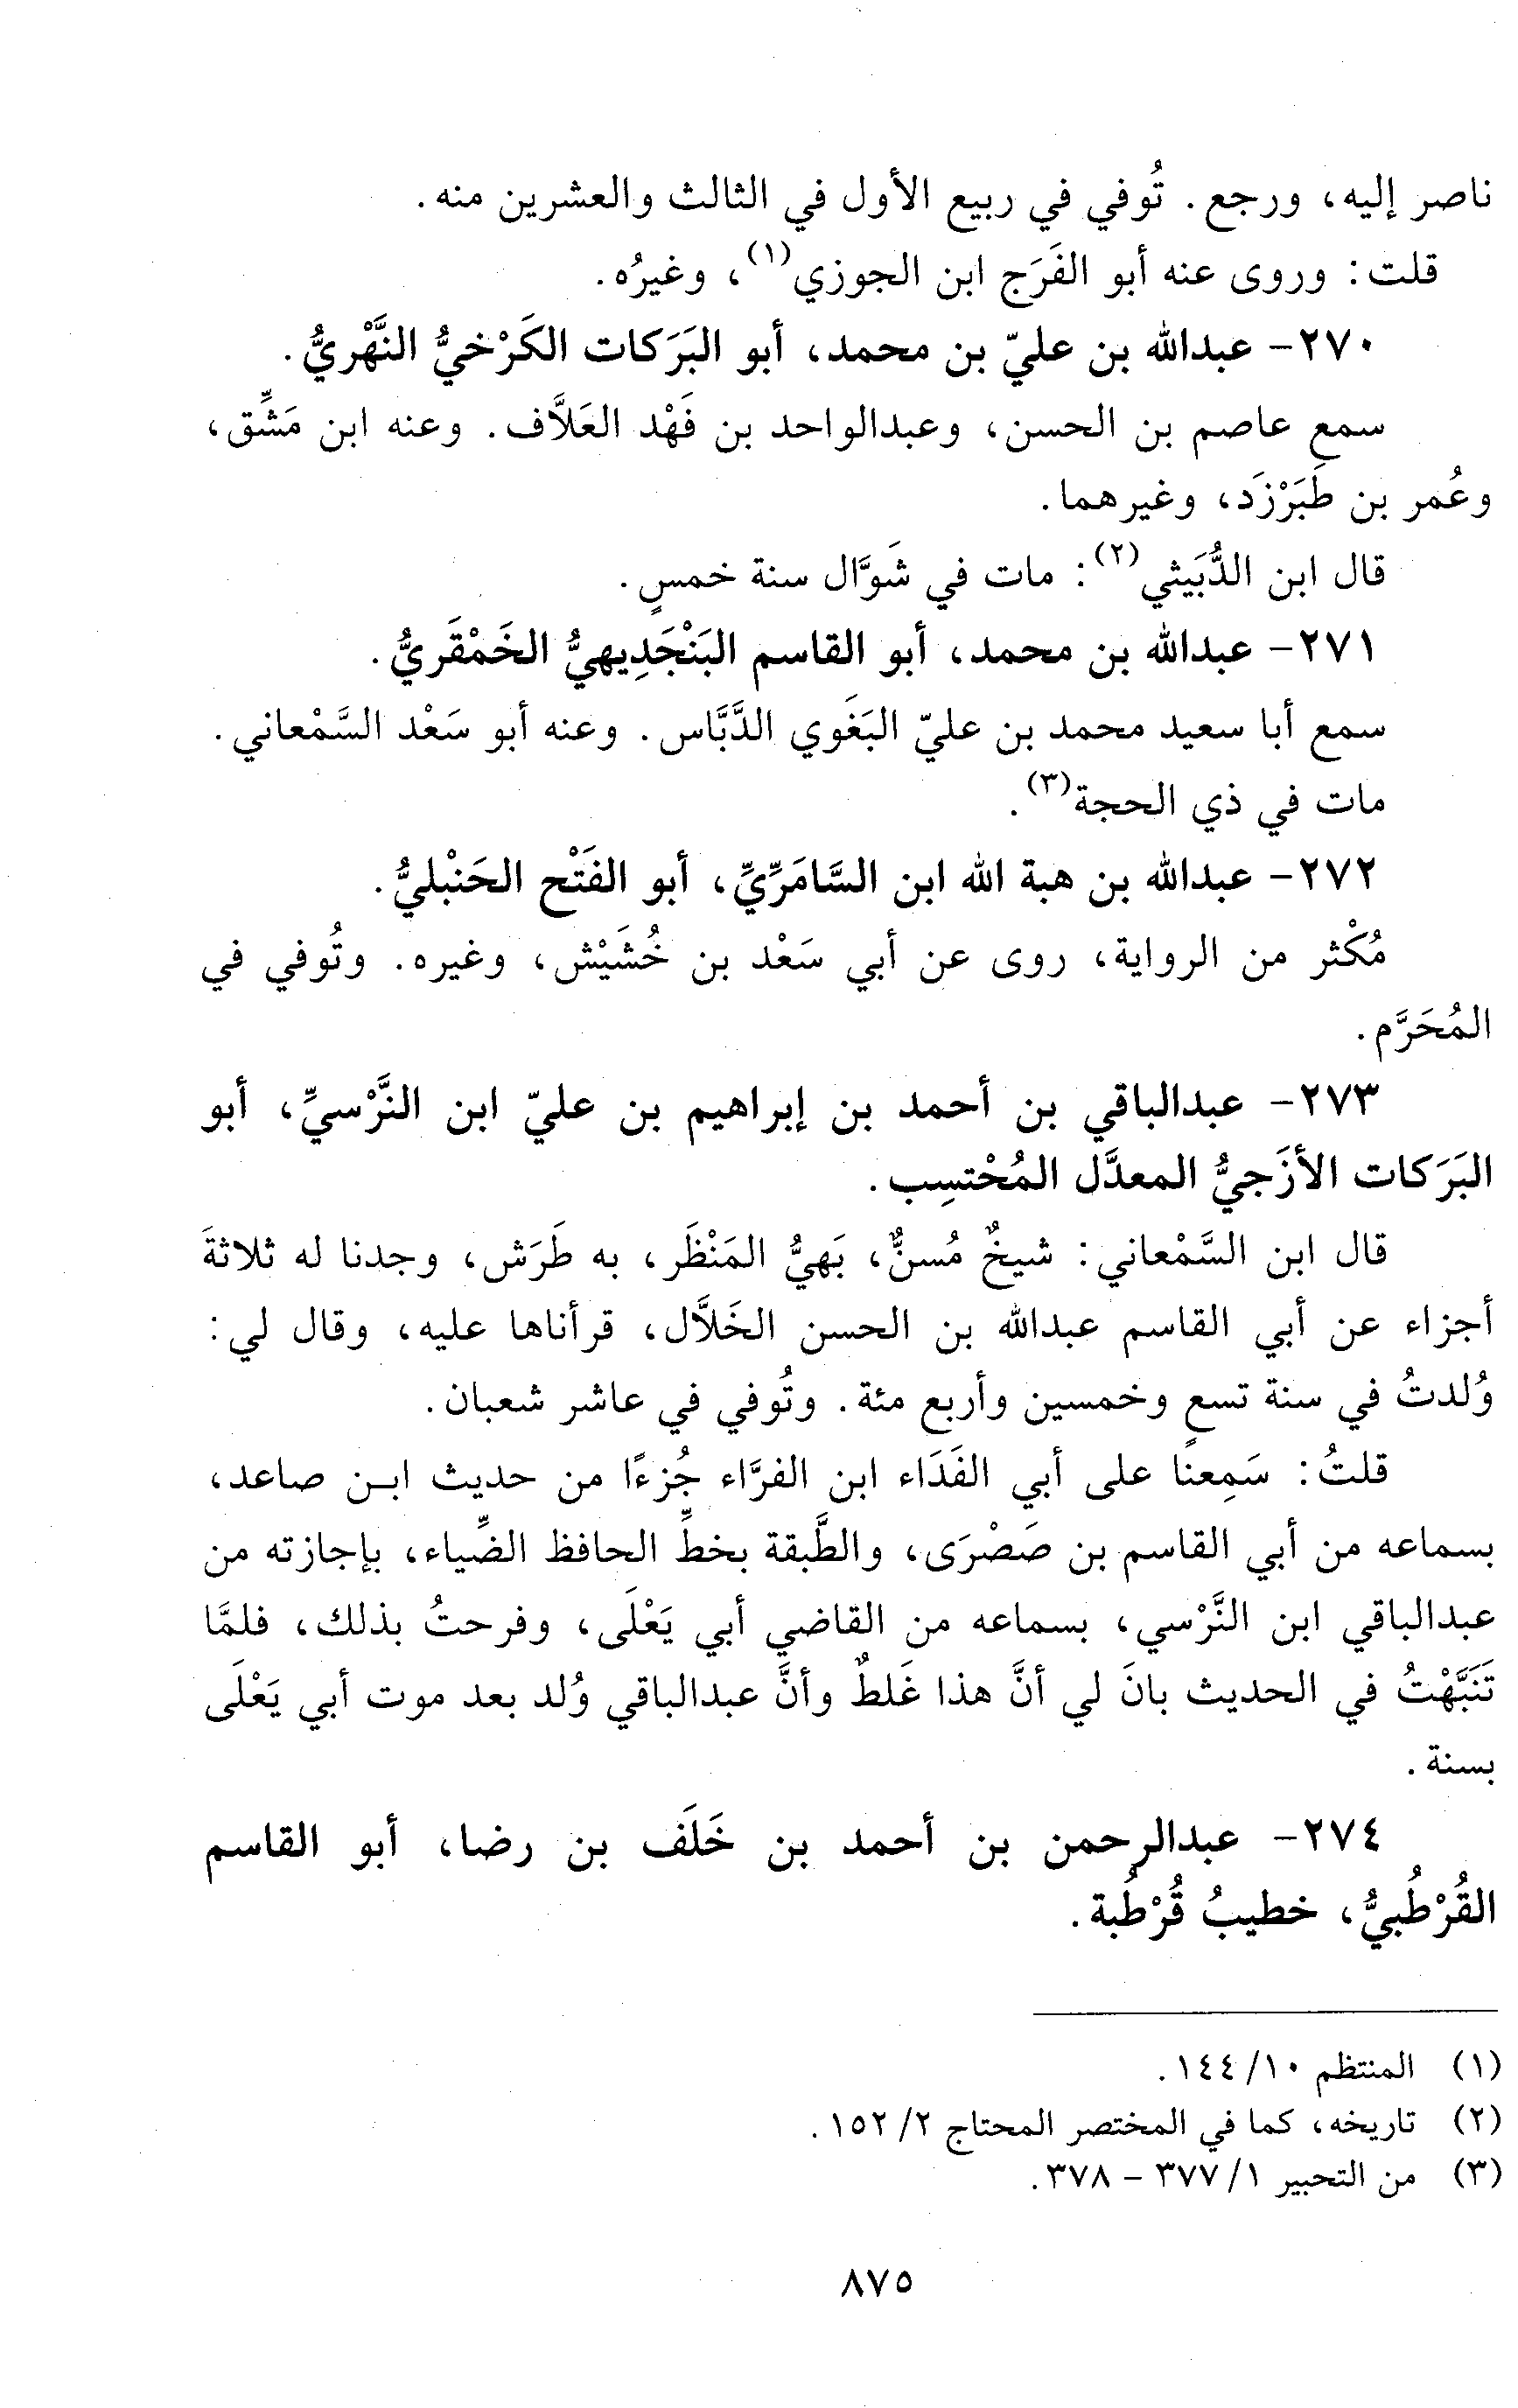 ناصر إليه، ورجع. تُوفي في ربيع الأول في الثالث والعشرين منه.
قلت: وروى عنه أبو الفَرَج ابن الجوزي(١)، وغيرُه.
٢٧٠- عبدالله بن عليّ بن محمد، أبو البَرَكات الكَرْخيُّ النَّهْريُّ.
سمع عاصم بن الحسن، وعبدالواحد بن فَهْد العَلاَّف. وعنه ابن مَشِّق،
وعُمر بن طَبَرْزَد، وغيرهما.
قال ابن الدُّبَيثي(٢): مات في شَوَّال سنة خمسٍ.
٢٧١- عبدالله بن محمد، أبو القاسم البَنْجَدِيهيُّ الخَمْقَريُّ.
سمع أبا سعيد محمد بن عليّ البَغَوي الدَّبَّاس. وعنه أبو سَعْد السَّمْعاني.
مات في ذي الحجة(٣).
٢٧٢- عبدالله بن هبة الله ابن السَّامَرِّيِّ، أبو الفَتْح الحَنْبليُّ.
مُكْثر من الرواية، روى عن أبي سَعْد بن خُشَيْش، وغيره. وتُوفي في
المُحَرَّم.
٢٧٣- عبدالباقي بن أحمد بن إبراهيم بن عليّ ابن النَّرْسيِّ، أبو
البَرَكات الأزَجيُّ المعدَّل المُحْتسِب.
قال ابن السَّمْعاني: شيخٌ مُسنٌّ، بَهيُّ المَنْظَر، به طَرَش، وجدنا له ثلاثةَ
أجزاء عن أبي القاسم عبدالله بن الحسن الخَلاَّل، قرأناها عليه، وقال لي:
وُلدتُ في سنة تسعٍ وخمسين وأربع مئة. وتُوفي في عاشر شعبان.
قلتُ: سَمِعنا على أبي الفَدَاء ابن الفرَّاء جُزءًا من حديث ابـن صاعد،
بسماعه من أبي القاسم بن صَصْرَى، والطَّبقة بخطِّ الحافظ الضِّياء، بإجازته من
عبدالباقي ابن النَّرْسي، بسماعه من القاضي أبي يَعْلَى، وفرحتُ بذلك، فلمَّا
تَنَبَّهْتُ في الحديث بانَ لي أنَّ هذا غَلطٌ وأنَّ عبدالباقي وُلد بعد موت أبي يَعْلَى
بسنة.
٢٧٤- عبدالرحمن بن أحمد بن خَلَف بن رضا، أبو القاسم
القُرْطُبيُّ، خطيبُ قُرْطُبة.
(١) المنتظم ١٠/ ١٤٤.
(٢) تاريخه، كما في المختصر المحتاج ٢/ ١٥٢.
(٣) من التحبير ١/ ٣٧٧ - ٣٧٨.
٨٧٥